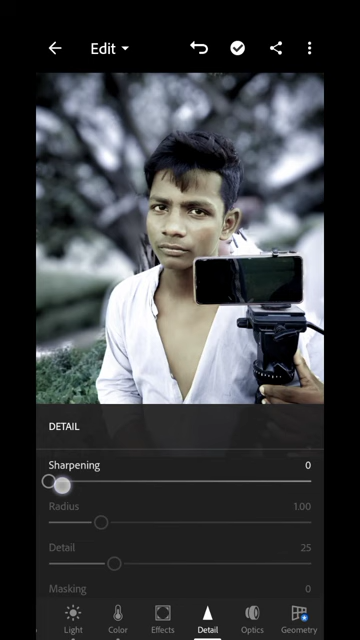 Edit
DETAIL
Sharpening 0
Radius 1.00
Detail 25
Masking 0
Light Color Effects Detail Optics Geometry